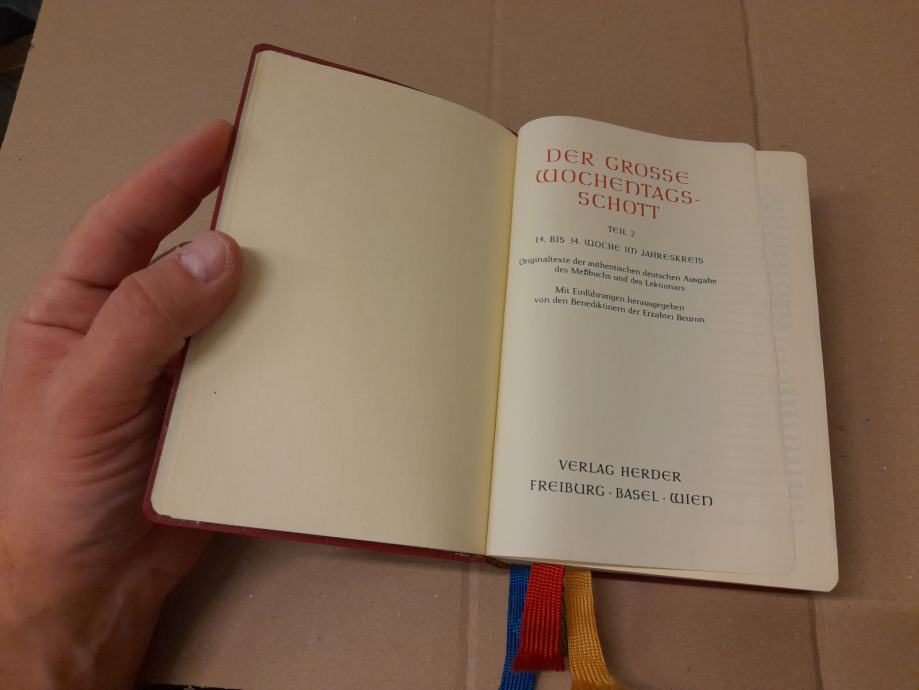 DER GROSSE
WOCHENTAGS-
SCHOTT
TEIL 2
14. BIS 34. WOCHE IM JAHRESKREIS
Originaltexte der authentischen deutschen Ausgabe
des Meßbuchs und des Lektionars
Mit Einführungen herausgegeben
von den Benediktinern der Erzabtei Beuron
VERLAG HERDER
FREIBURG · BASEL · WIEN